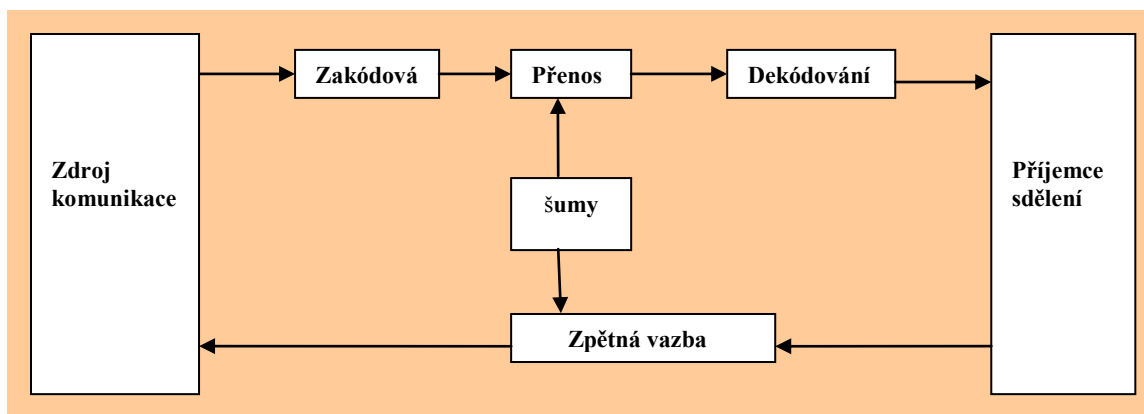 Zakódová
Přenos
Dekódování
Zdroj
komunikace
Příjemce
sdělení
šumy
Zpětná vazba